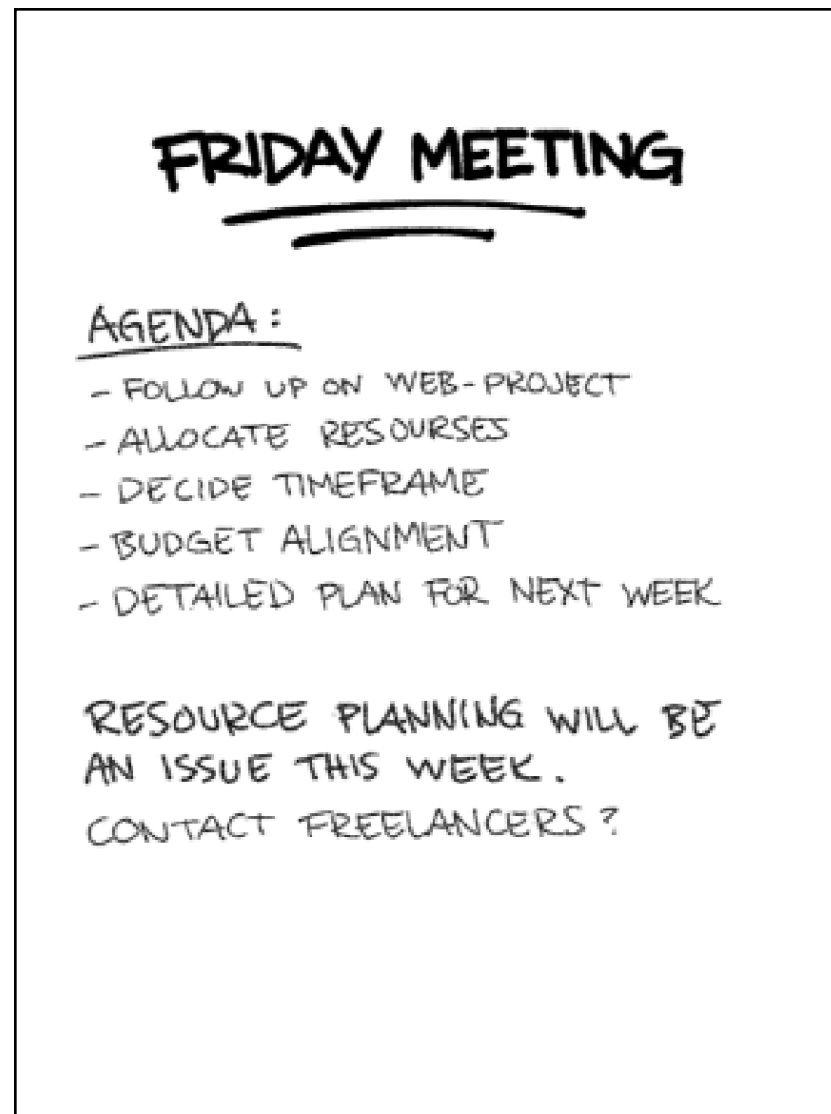 FRIDAY MEETING
AGENDA:
- FOLLOW UP ON WEB-PROJECT
- ALLOCATE RESOURSES
- DECIDE TIMEFRAME
- BUDGET ALIGNMENT
- DETAILED PLAN FOR NEXT WEEK
RESOURCE PLANNING WILL BE
AN ISSUE THIS WEEK.
CONTACT FREELANCERS?